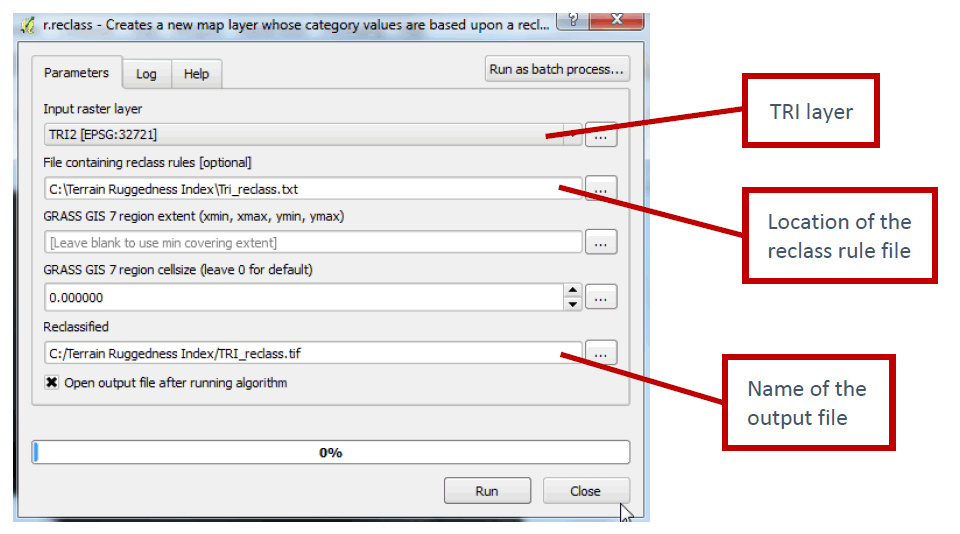 r.reclass - Creates a new map layer whose category values are based upon a recl...
?
Parameters
Log
Help
Run as batch process...
Input raster layer
TRI2 [EPSG:32721]
...
File containing reclass rules [optional]
C:\Terrain Ruggedness Index\Tri_reclass.txt
...
GRASS GIS 7 region extent (xmin, xmax, ymin, ymax)
[Leave blank to use min covering extent]
...
GRASS GIS 7 region cellsize (leave 0 for default)
0.000000
...
Reclassified
C:/Terrain Ruggedness Index/TRI_reclass.tif
...
Open output file after running algorithm
0%
Run
Close
TRI layer
Location of the
reclass rule file
Name of the
output file